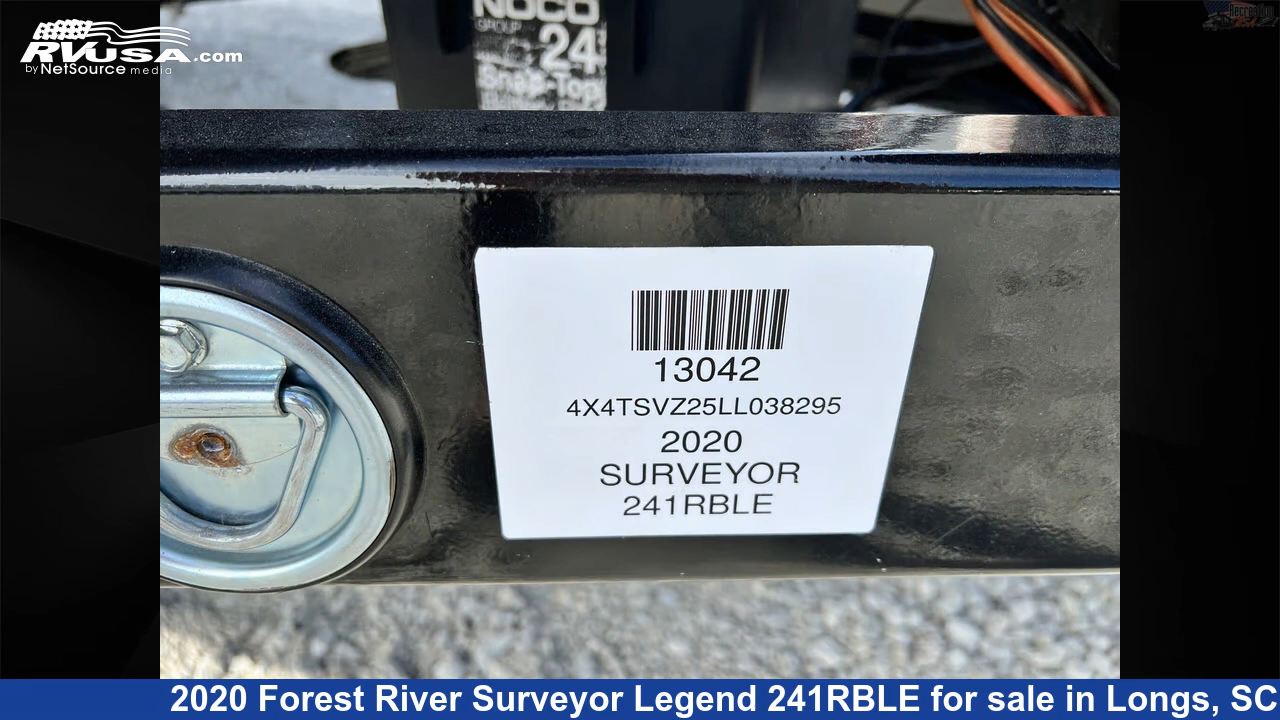 NOCO
GROUP
24
Snap-Top
RVUSA.com
by NetSource media
13042
4X4TSVZ25LL038295
2020
SURVEYOR
241RBLE
2020 Forest River Surveyor Legend 241RBLE for sale in Longs, SC